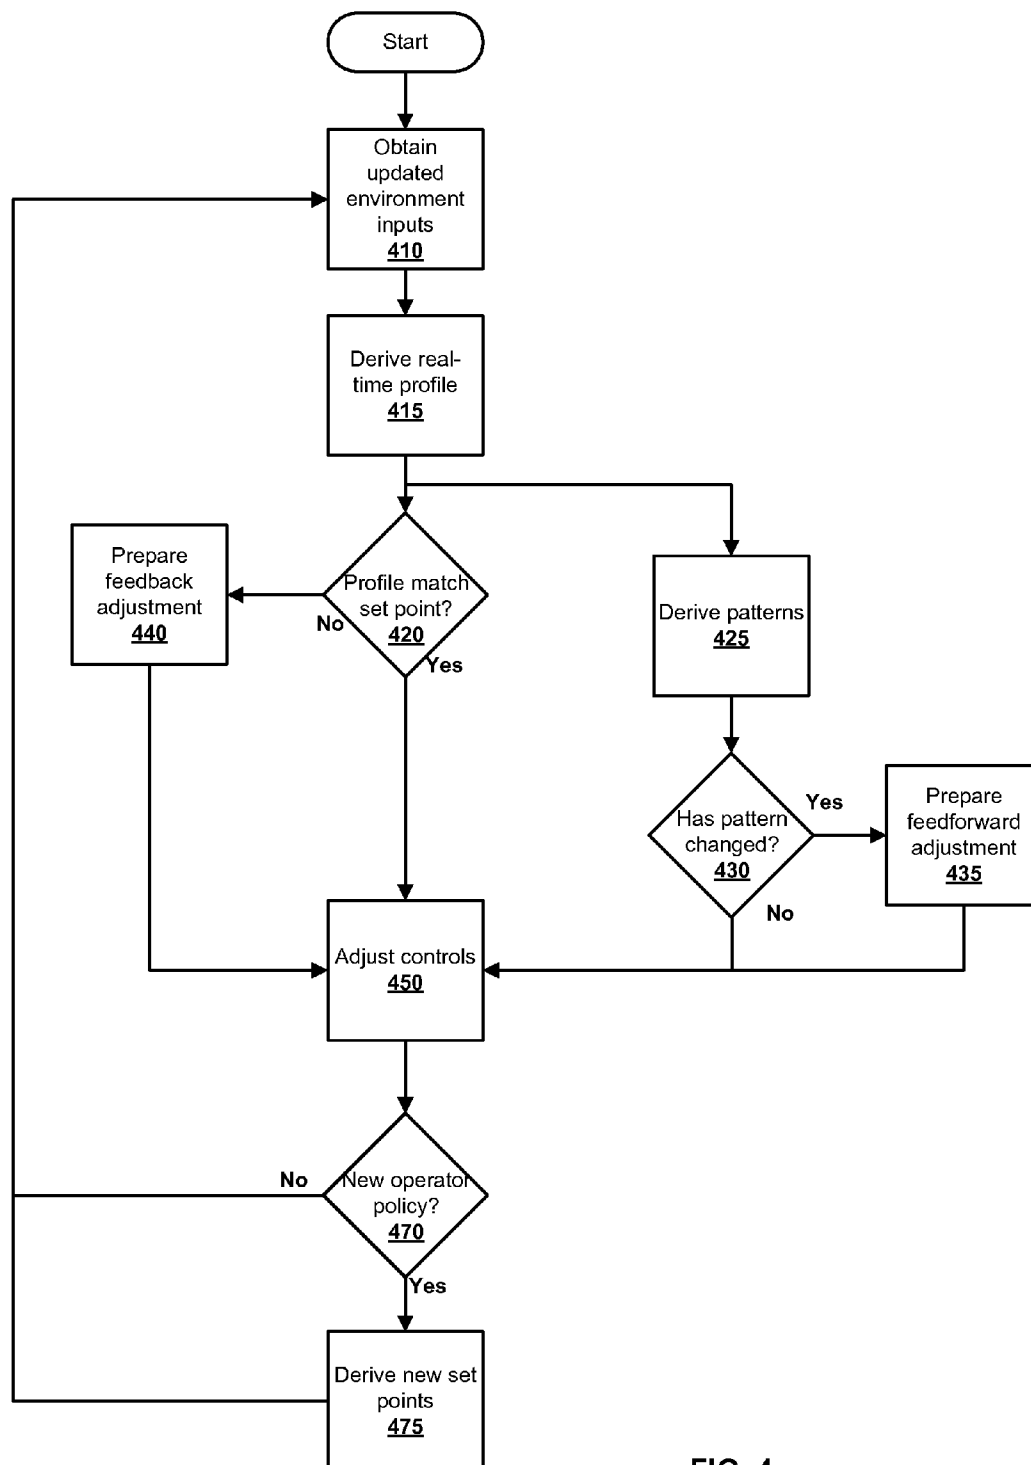 Start
Obtain
updated
environment
inputs
410
Derive real-
time profile
415
Profile match
set point?
420
No
Yes
Prepare
feedback
adjustment
440
Derive patterns
425
Has pattern
changed?
430
Yes
No
Prepare
feedforward
adjustment
435
Adjust controls
450
New operator
policy?
470
No
Yes
Derive new set
points
475
FIG. 4